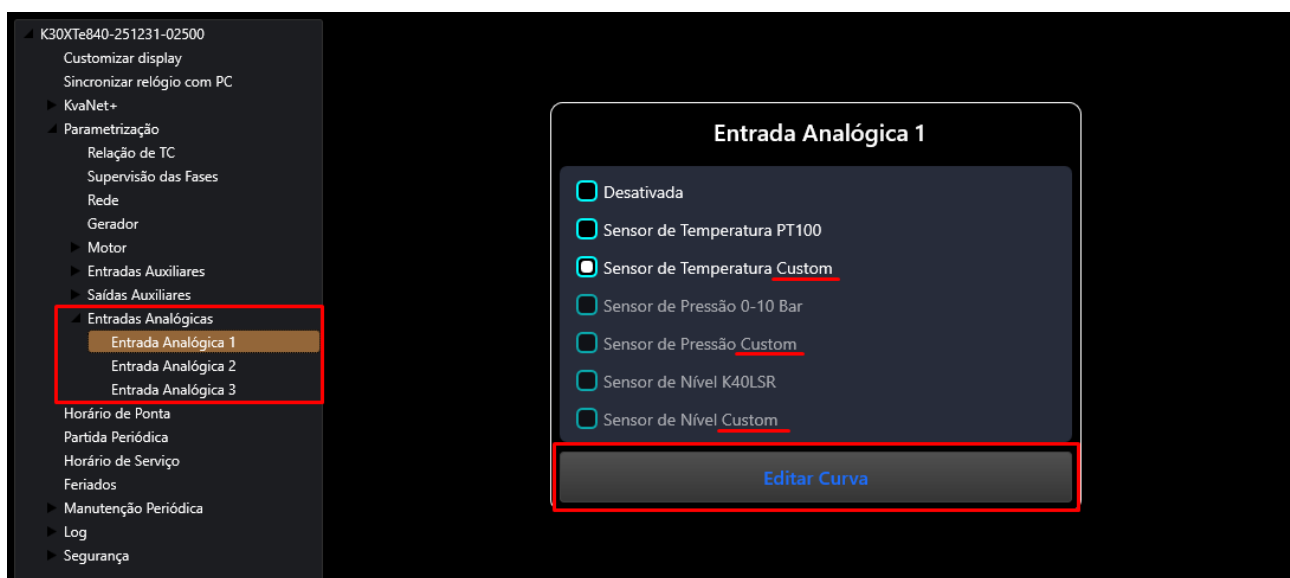 K30XTe840-251231-02500
Customizar display
Sincronizar relógio com PC
KvaNet+
Parametrização
Relação de TC
Supervisão das Fases
Rede
Gerador
Motor
Entradas Auxiliares
Saídas Auxiliares
Entradas Analógicas
Entrada Analógica 1
Entrada Analógica 2
Entrada Analógica 3
Horário de Ponta
Partida Periódica
Horário de Serviço
Feriados
Manutenção Periódica
Log
Segurança
Entrada Analógica 1
Desativada
Sensor de Temperatura PT100
Sensor de Temperatura Custom
Sensor de Pressão 0-10 Bar
Sensor de Pressão Custom
Sensor de Nível K40LSR
Sensor de Nível Custom
Editar Curva